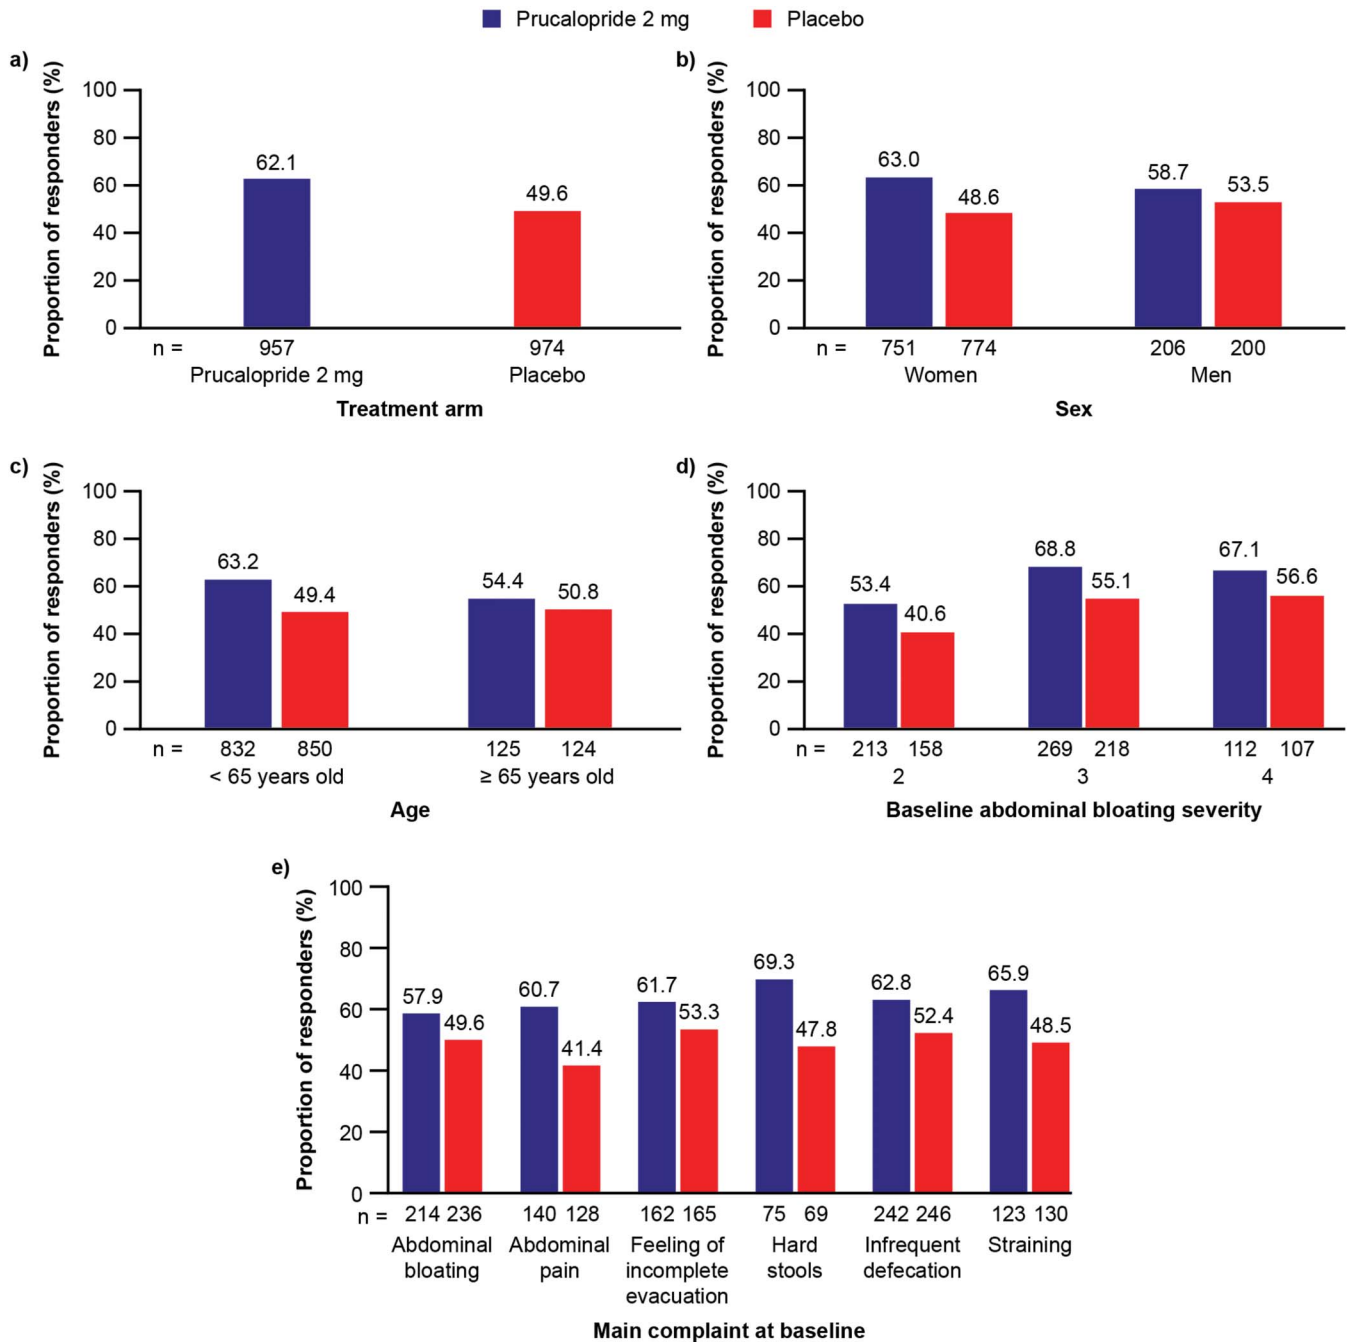 Prucalopride 2 mg Placebo
a)
Proportion of responders (%)
100
80
60
40
20
0
62.1
49.6
n = 957 974
Prucalopride 2 mg Placebo
Treatment arm
b)
Proportion of responders (%)
100
80
60
40
20
0
63.0
48.6
58.7
53.5
n = 751 774 206 200
Women Men
Sex
c)
Proportion of responders (%)
100
80
60
40
20
0
63.2
49.4
54.4
50.8
n = 832 850 125 124
< 65 years old ≥ 65 years old
Age
d)
Proportion of responders (%)
100
80
60
40
20
0
53.4
40.6
68.8
55.1
67.1
56.6
n = 213 158 269 218 112 107
2 3 4
Baseline abdominal bloating severity
e)
Proportion of responders (%)
100
80
60
40
20
0
57.9
49.6
60.7
41.4
61.7
53.3
69.3
47.8
62.8
52.4
65.9
48.5
n = 214 236 140 128 162 165 75 69 242 246 123 130
Abdominal
bloating
Abdominal
pain
Feeling of
incomplete
evacuation
Hard
stools
Infrequent
defecation
Straining
Main complaint at baseline